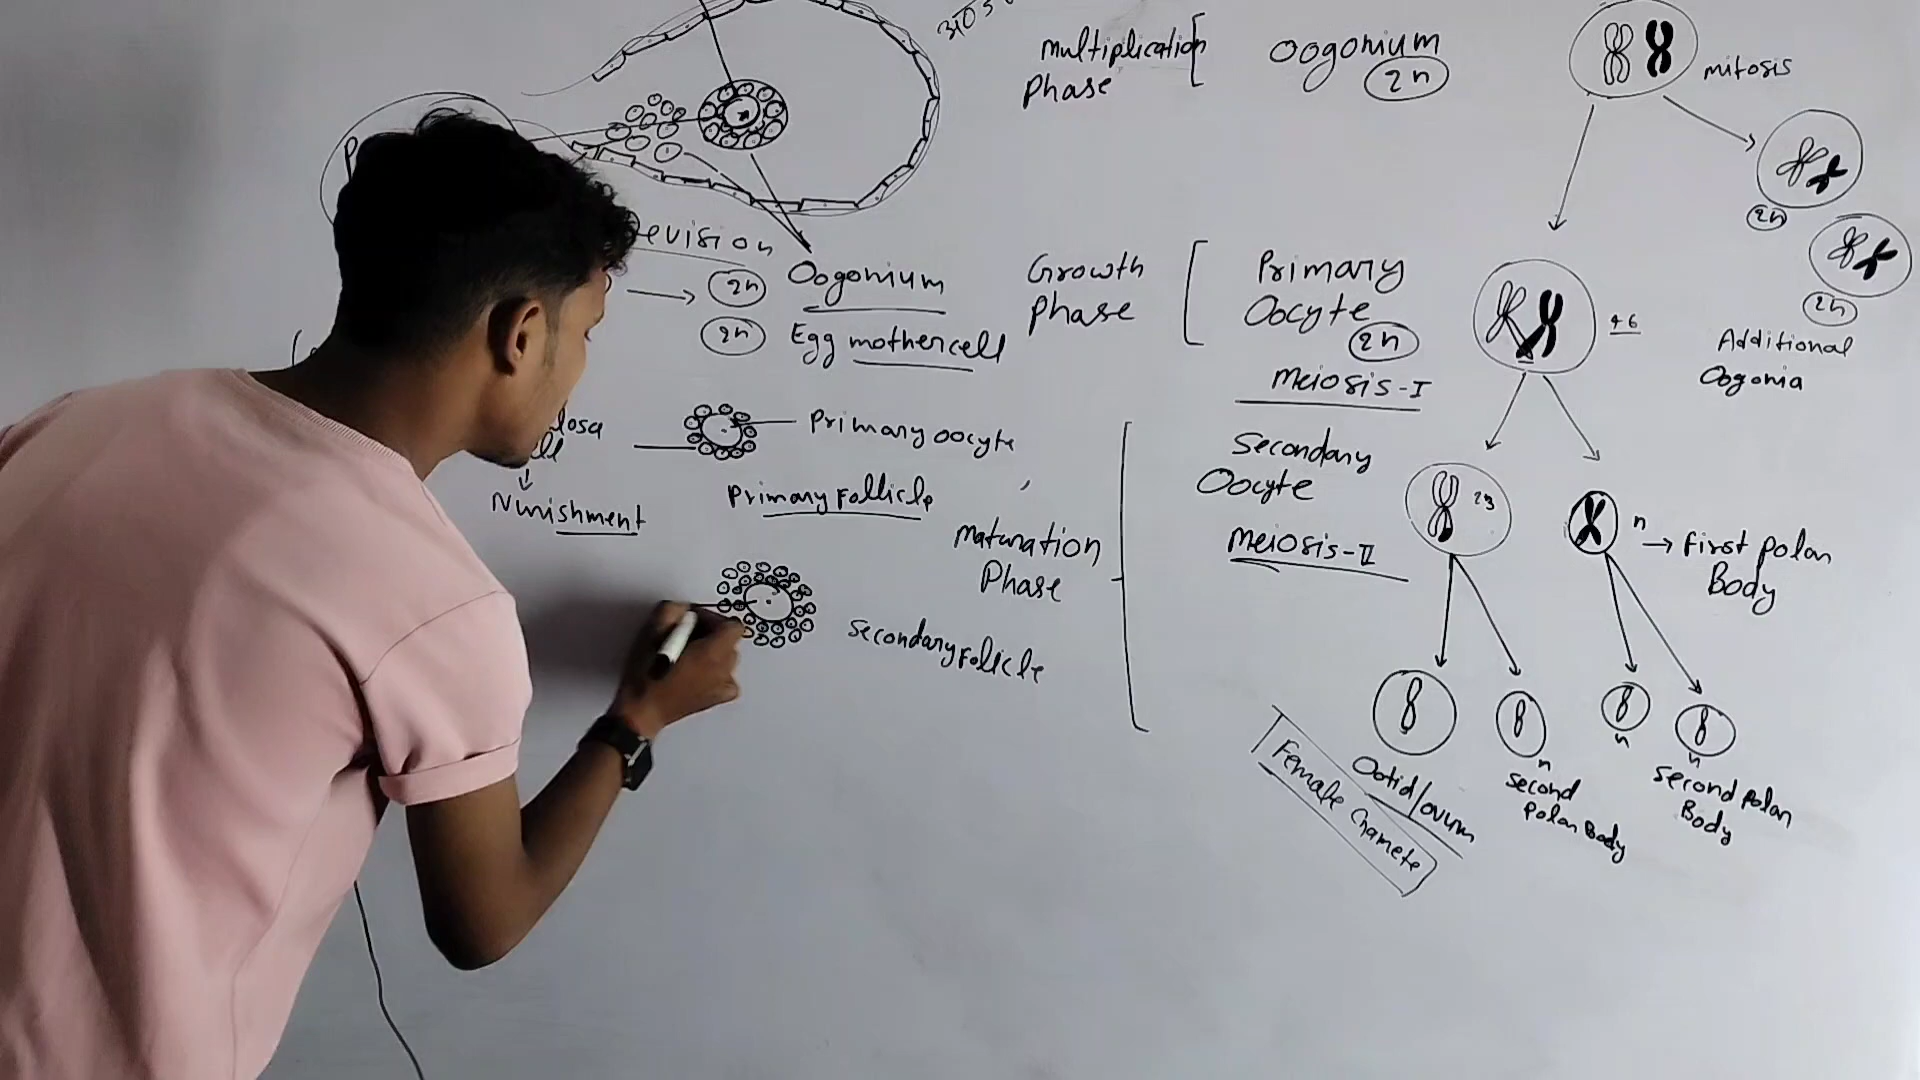 Multiplication
Phase
Oogonium
2n
mitosis
2n
2n
Additional
Oogonia
Growth
Phase
Primary
Oocyte
2n
46
Meiosis-I
Secondary
Oocyte
23
Meiosis-II
n
→ First Polar
Body
Maturation
Phase
Ootid/ovum
Female Gamete
n
Second
Polar Body
n
n
Second Polar
Body
2n
Oogonium
2n
Egg mothercell
Primary oocyte
Nurishment
Primary Follicle
Secondary Follicle